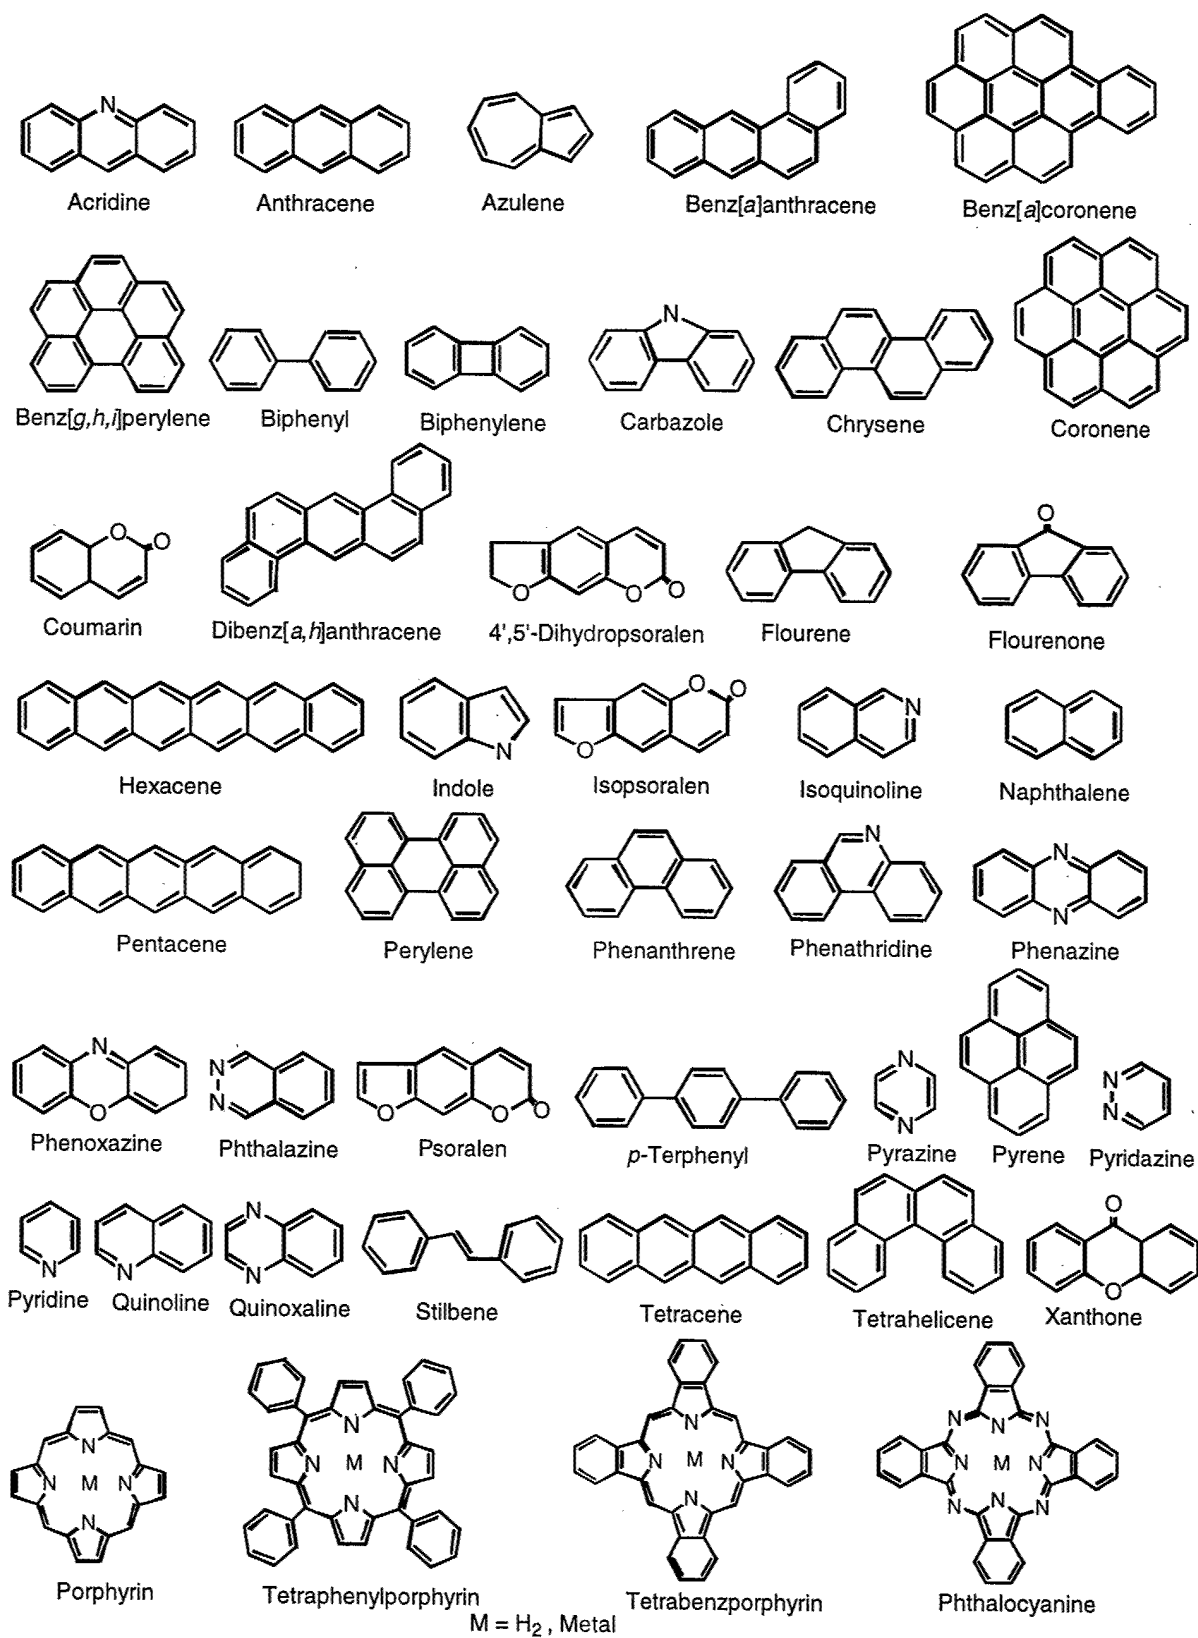 N
Acridine Anthracene Azulene Benz[a]anthracene Benz[a]coronene
N
Benz[g,h,i]perylene Biphenyl Biphenylene Carbazole Chrysene Coronene
O O O O O O
Coumarin Dibenz[a,h]anthracene 4',5'-Dihydropsoralen Flourene Flourenone
N O O O N
Hexacene Indole Isopsoralen Isoquinoline Naphthalene
N N N
Pentacene Perylene Phenanthrene Phenathridine Phenazine
N O N N O O O N N N N
Phenoxazine Phthalazine Psoralen p-Terphenyl Pyrazine Pyrene Pyridazine
N N N N O O
Pyridine Quinoline Quinoxaline Stilbene Tetracene Tetrahelicene Xanthone
N N M N N
N N M N N
N N M N N
N N N N M N N N N
Porphyrin Tetraphenylporphyrin Tetrabenzporphyrin Phthalocyanine
M = H2 , Metal